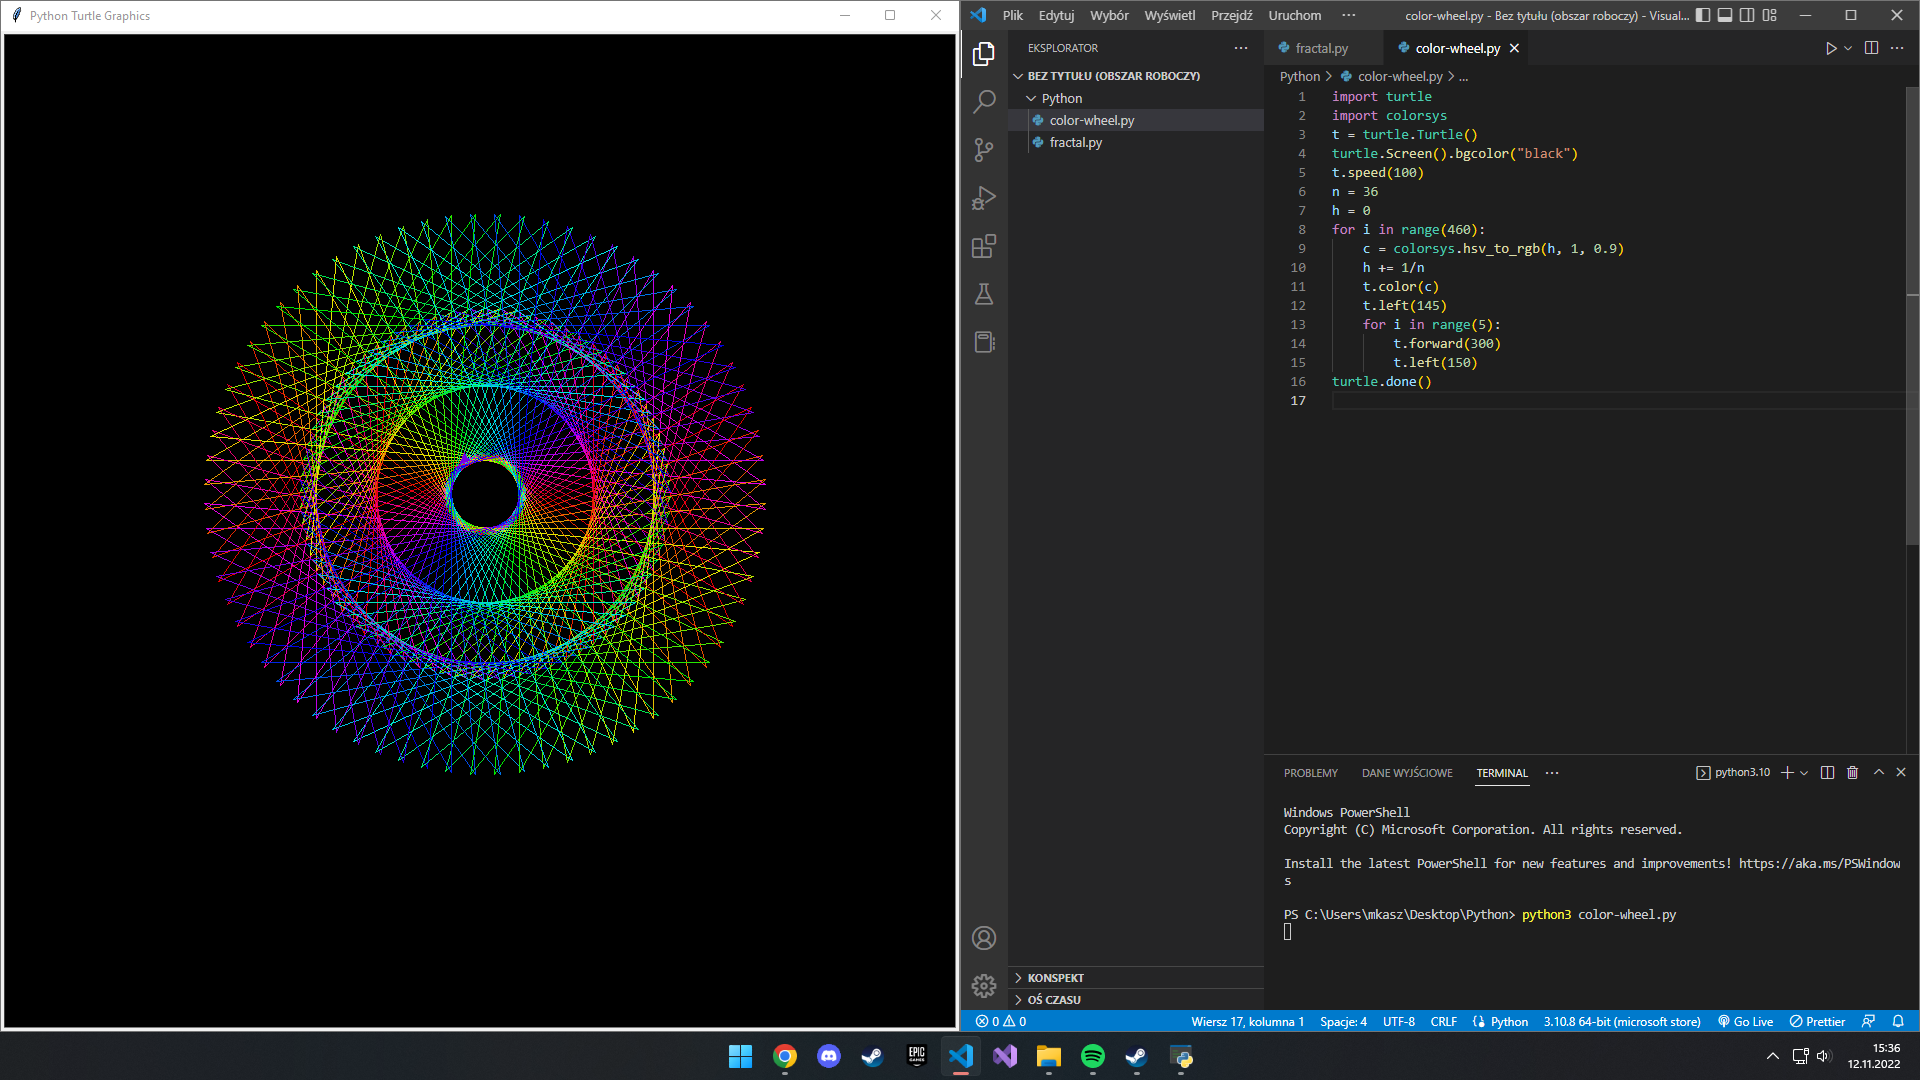 Python Turtle Graphics
Plik Edytuj Wybór Wyświetl Przejdź Uruchom ··· color-wheel.py - Bez tytułu (obszar roboczy) - Visual...
EKSPLORATOR
BEZ TYTUŁU (OBSZAR ROBOCZY)
Python
color-wheel.py
fractal.py
KONSPEKT
OŚ CZASU
fractal.py color-wheel.py
Python > color-wheel.py > ...
1 import turtle
2 import colorsys
3 t = turtle.Turtle()
4 turtle.Screen().bgcolor("black")
5 t.speed(100)
6 n = 36
7 h = 0
8 for i in range(460):
9     c = colorsys.hsv_to_rgb(h, 1, 0.9)
10     h += 1/n
11     t.color(c)
12     t.left(145)
13     for i in range(5):
14         t.forward(300)
15         t.left(150)
16 turtle.done()
17
PROBLEMY DANE WYJŚCIOWE TERMINAL ··· python3.10
Windows PowerShell
Copyright (C) Microsoft Corporation. All rights reserved.
Install the latest PowerShell for new features and improvements! https://aka.ms/PSWindow
s
PS C:\Users\mkasz\Desktop\Python> python3 color-wheel.py
0 0 Wiersz 17, kolumna 1 Spacje: 4 UTF-8 CRLF Python 3.10.8 64-bit (microsoft store) Go Live Prettier
EPIC GAMES
15:36
12.11.2022